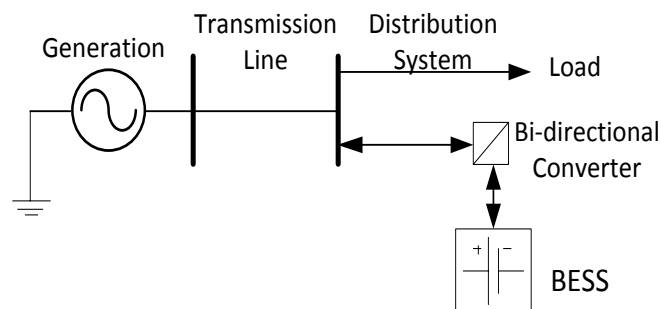 Generation
Transmission
Line
Distribution
System
Load
Bi-directional
Converter
+ -
BESS